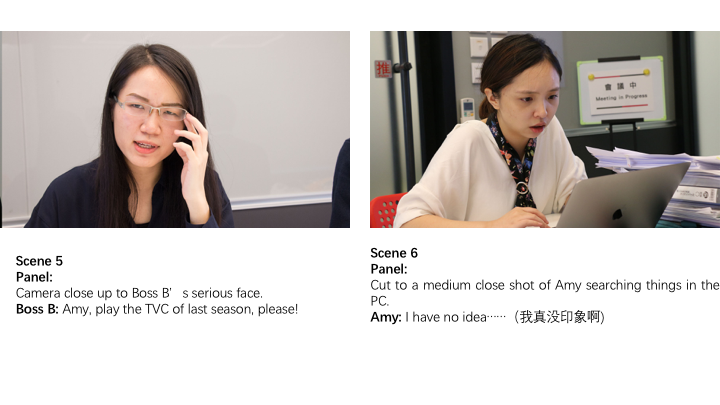 推
會議中
Meeting in Progress
Scene 5
Panel:
Camera close up to Boss B’s serious face.
Boss B: Amy, play the TVC of last season, please!
Scene 6
Panel:
Cut to a medium close shot of Amy searching things in the
PC.
Amy: I have no idea…… (我真没印象啊)